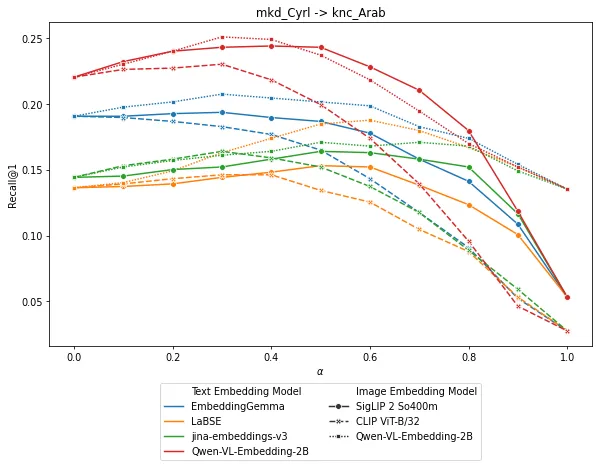 mkd_Cyrl -> knc_Arab
Recall@1
0.25
0.20
0.15
0.10
0.05
0.0 0.2 0.4 0.6 0.8 1.0
α
Text Embedding Model
EmbeddingGemma
LaBSE
jina-embeddings-v3
Qwen-VL-Embedding-2B
Image Embedding Model
SigLIP 2 So400m
CLIP ViT-B/32
Qwen-VL-Embedding-2B